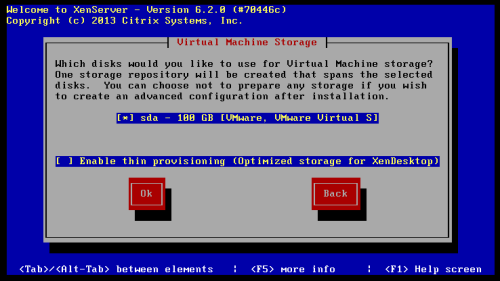 Welcome to XenServer - Version 6.2.0 (#70446c)
Copyright (c) 2013 Citrix Systems, Inc.
Virtual Machine Storage
Which disks would you like to use for Virtual Machine storage?
One storage repository will be created that spans the selected
disks.  You can choose not to prepare any storage if you wish
to create an advanced configuration after installation.
[*] sda - 100 GB [VMware, VMware Virtual S]
[ ] Enable thin provisioning (Optimized storage for XenDesktop)
Ok
Back
<Tab>/<Alt-Tab> between elements   ¦  <F5> more info     ¦  <F1> Help screen